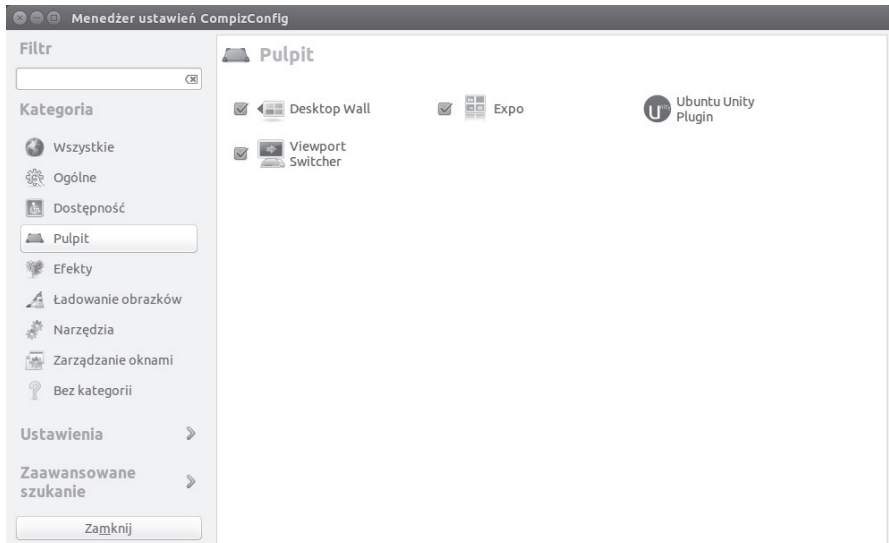 Menedżer ustawień CompizConfig
Filtr
Kategoria
Wszystkie
Ogólne
Dostępność
Pulpit
Efekty
Ładowanie obrazków
Narzędzia
Zarządzanie oknami
Bez kategorii
Ustawienia
Zaawansowane
szukanie
Zamknij
Pulpit
Desktop Wall
Expo
Ubuntu Unity
Plugin
Viewport
Switcher